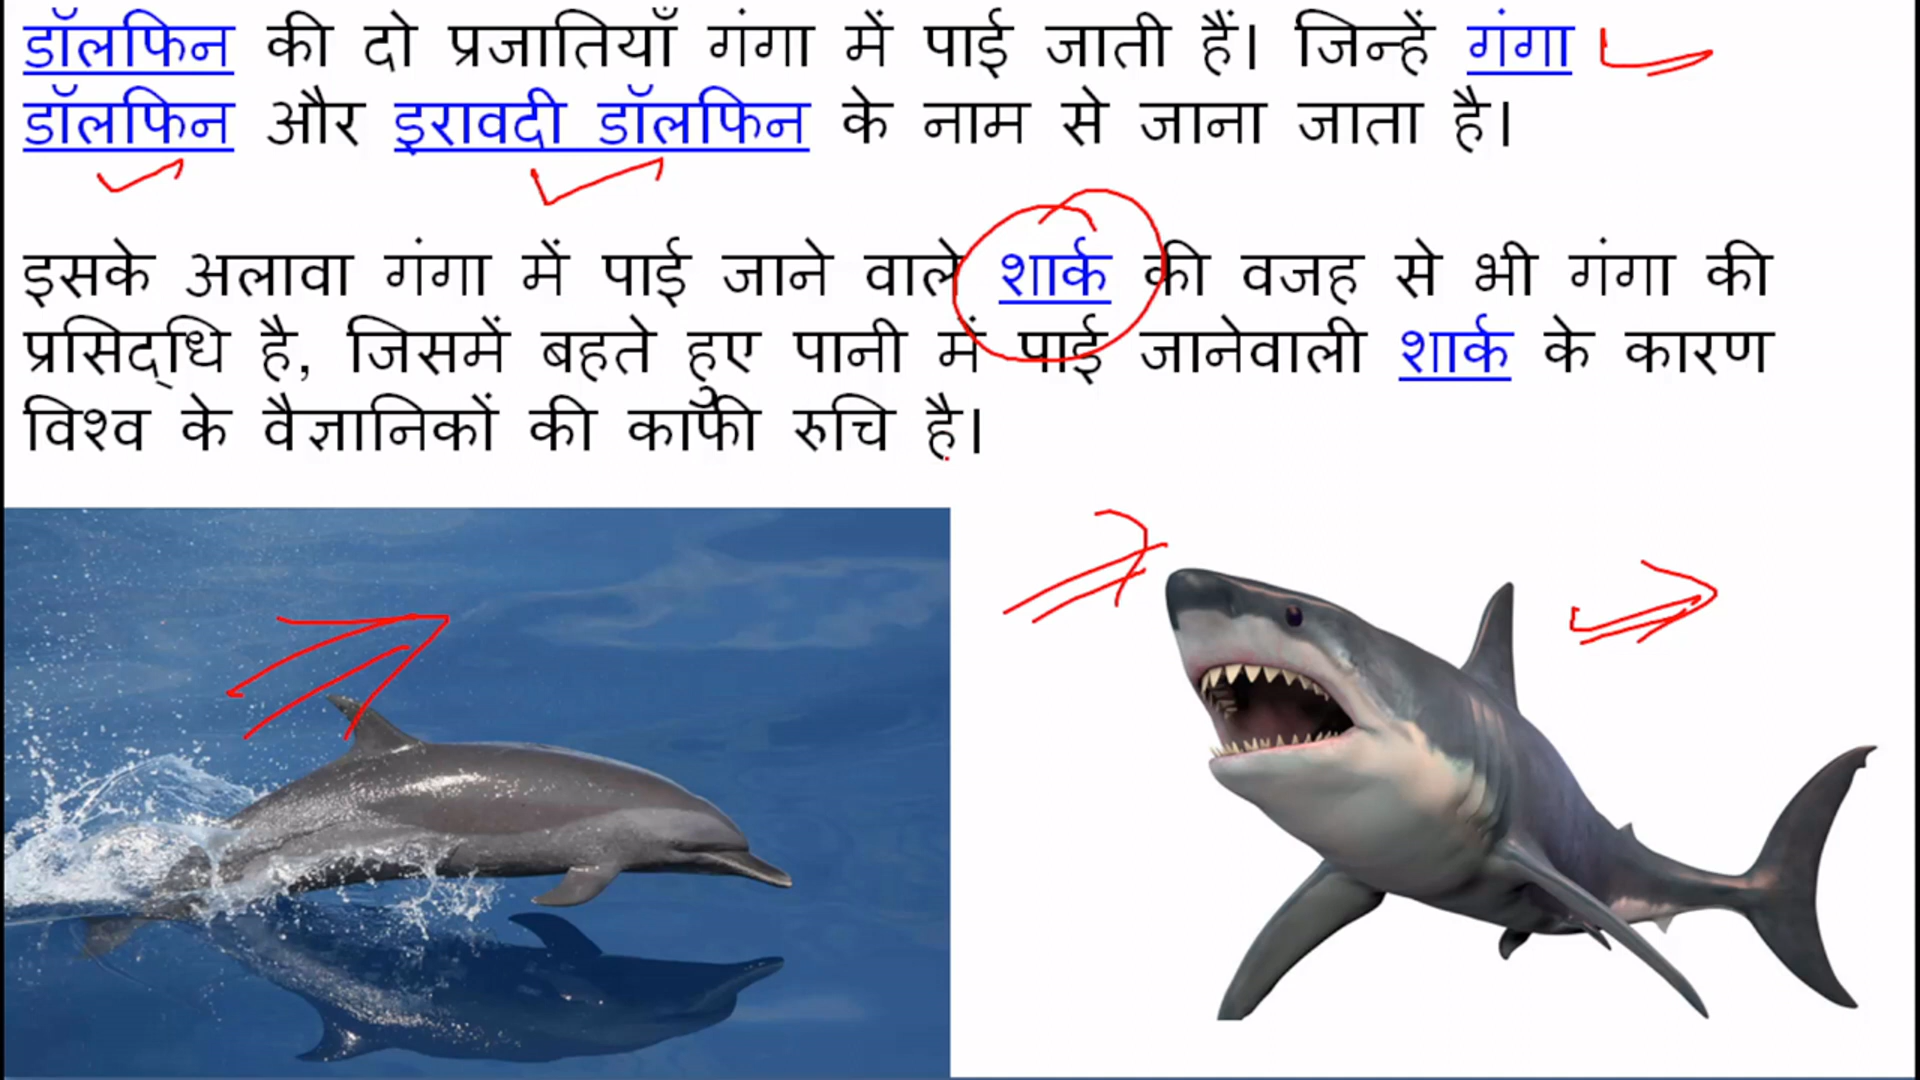 डॉलफिन की दो प्रजातियाँ गंगा में पाई जाती हैं। जिन्हें गंगा
डॉलफिन और इरावदी डॉलफिन के नाम से जाना जाता है।
इसके अलावा गंगा में पाई जाने वाले शार्क की वजह से भी गंगा की
प्रसिद्धि है, जिसमें बहते हुए पानी में पाई जानेवाली शार्क के कारण
विश्व के वैज्ञानिकों की काफी रुचि है।